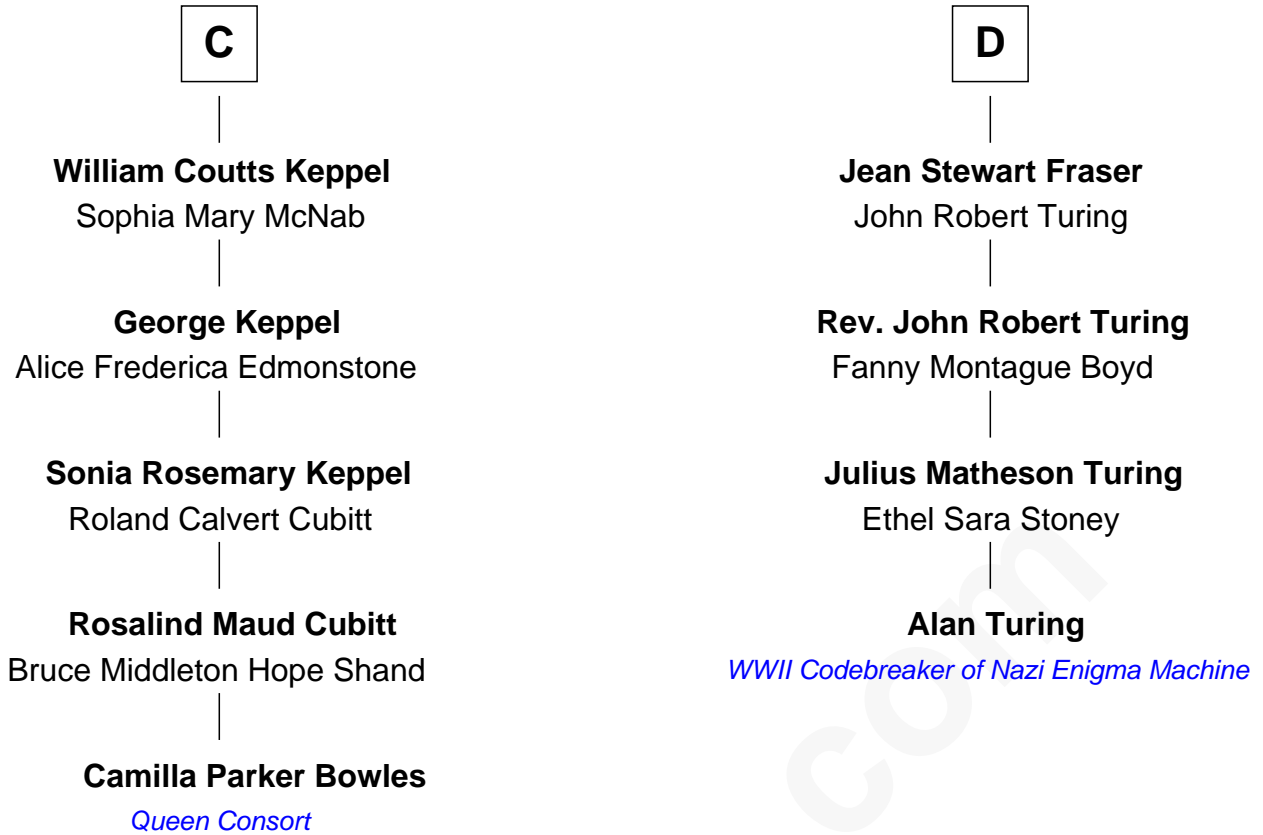 C
William Coutts Keppel
Sophia Mary McNab
George Keppel
Alice Frederica Edmonstone
Sonia Rosemary Keppel
Roland Calvert Cubitt
Rosalind Maud Cubitt
Bruce Middleton Hope Shand
Camilla Parker Bowles
Queen Consort
D
Jean Stewart Fraser
John Robert Turing
Rev. John Robert Turing
Fanny Montague Boyd
Julius Matheson Turing
Ethel Sara Stoney
Alan Turing
WWII Codebreaker of Nazi Enigma Machine
com